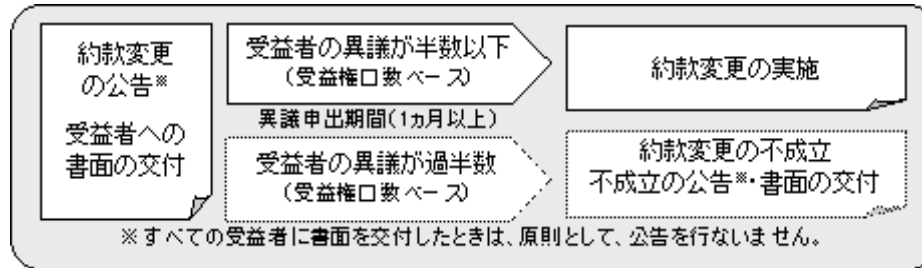 約款変更
の公告※
受益者への
書面の交付
受益者の異議が半数以下
(受益権口数ベース)
異議申出期間(1ヵ月以上)
受益者の異議が過半数
(受益権口数ベース)
約款変更の実施
約款変更の不成立
不成立の公告※・書面の交付
※すべての受益者に書面を交付したときは、原則として、公告を行ないません。